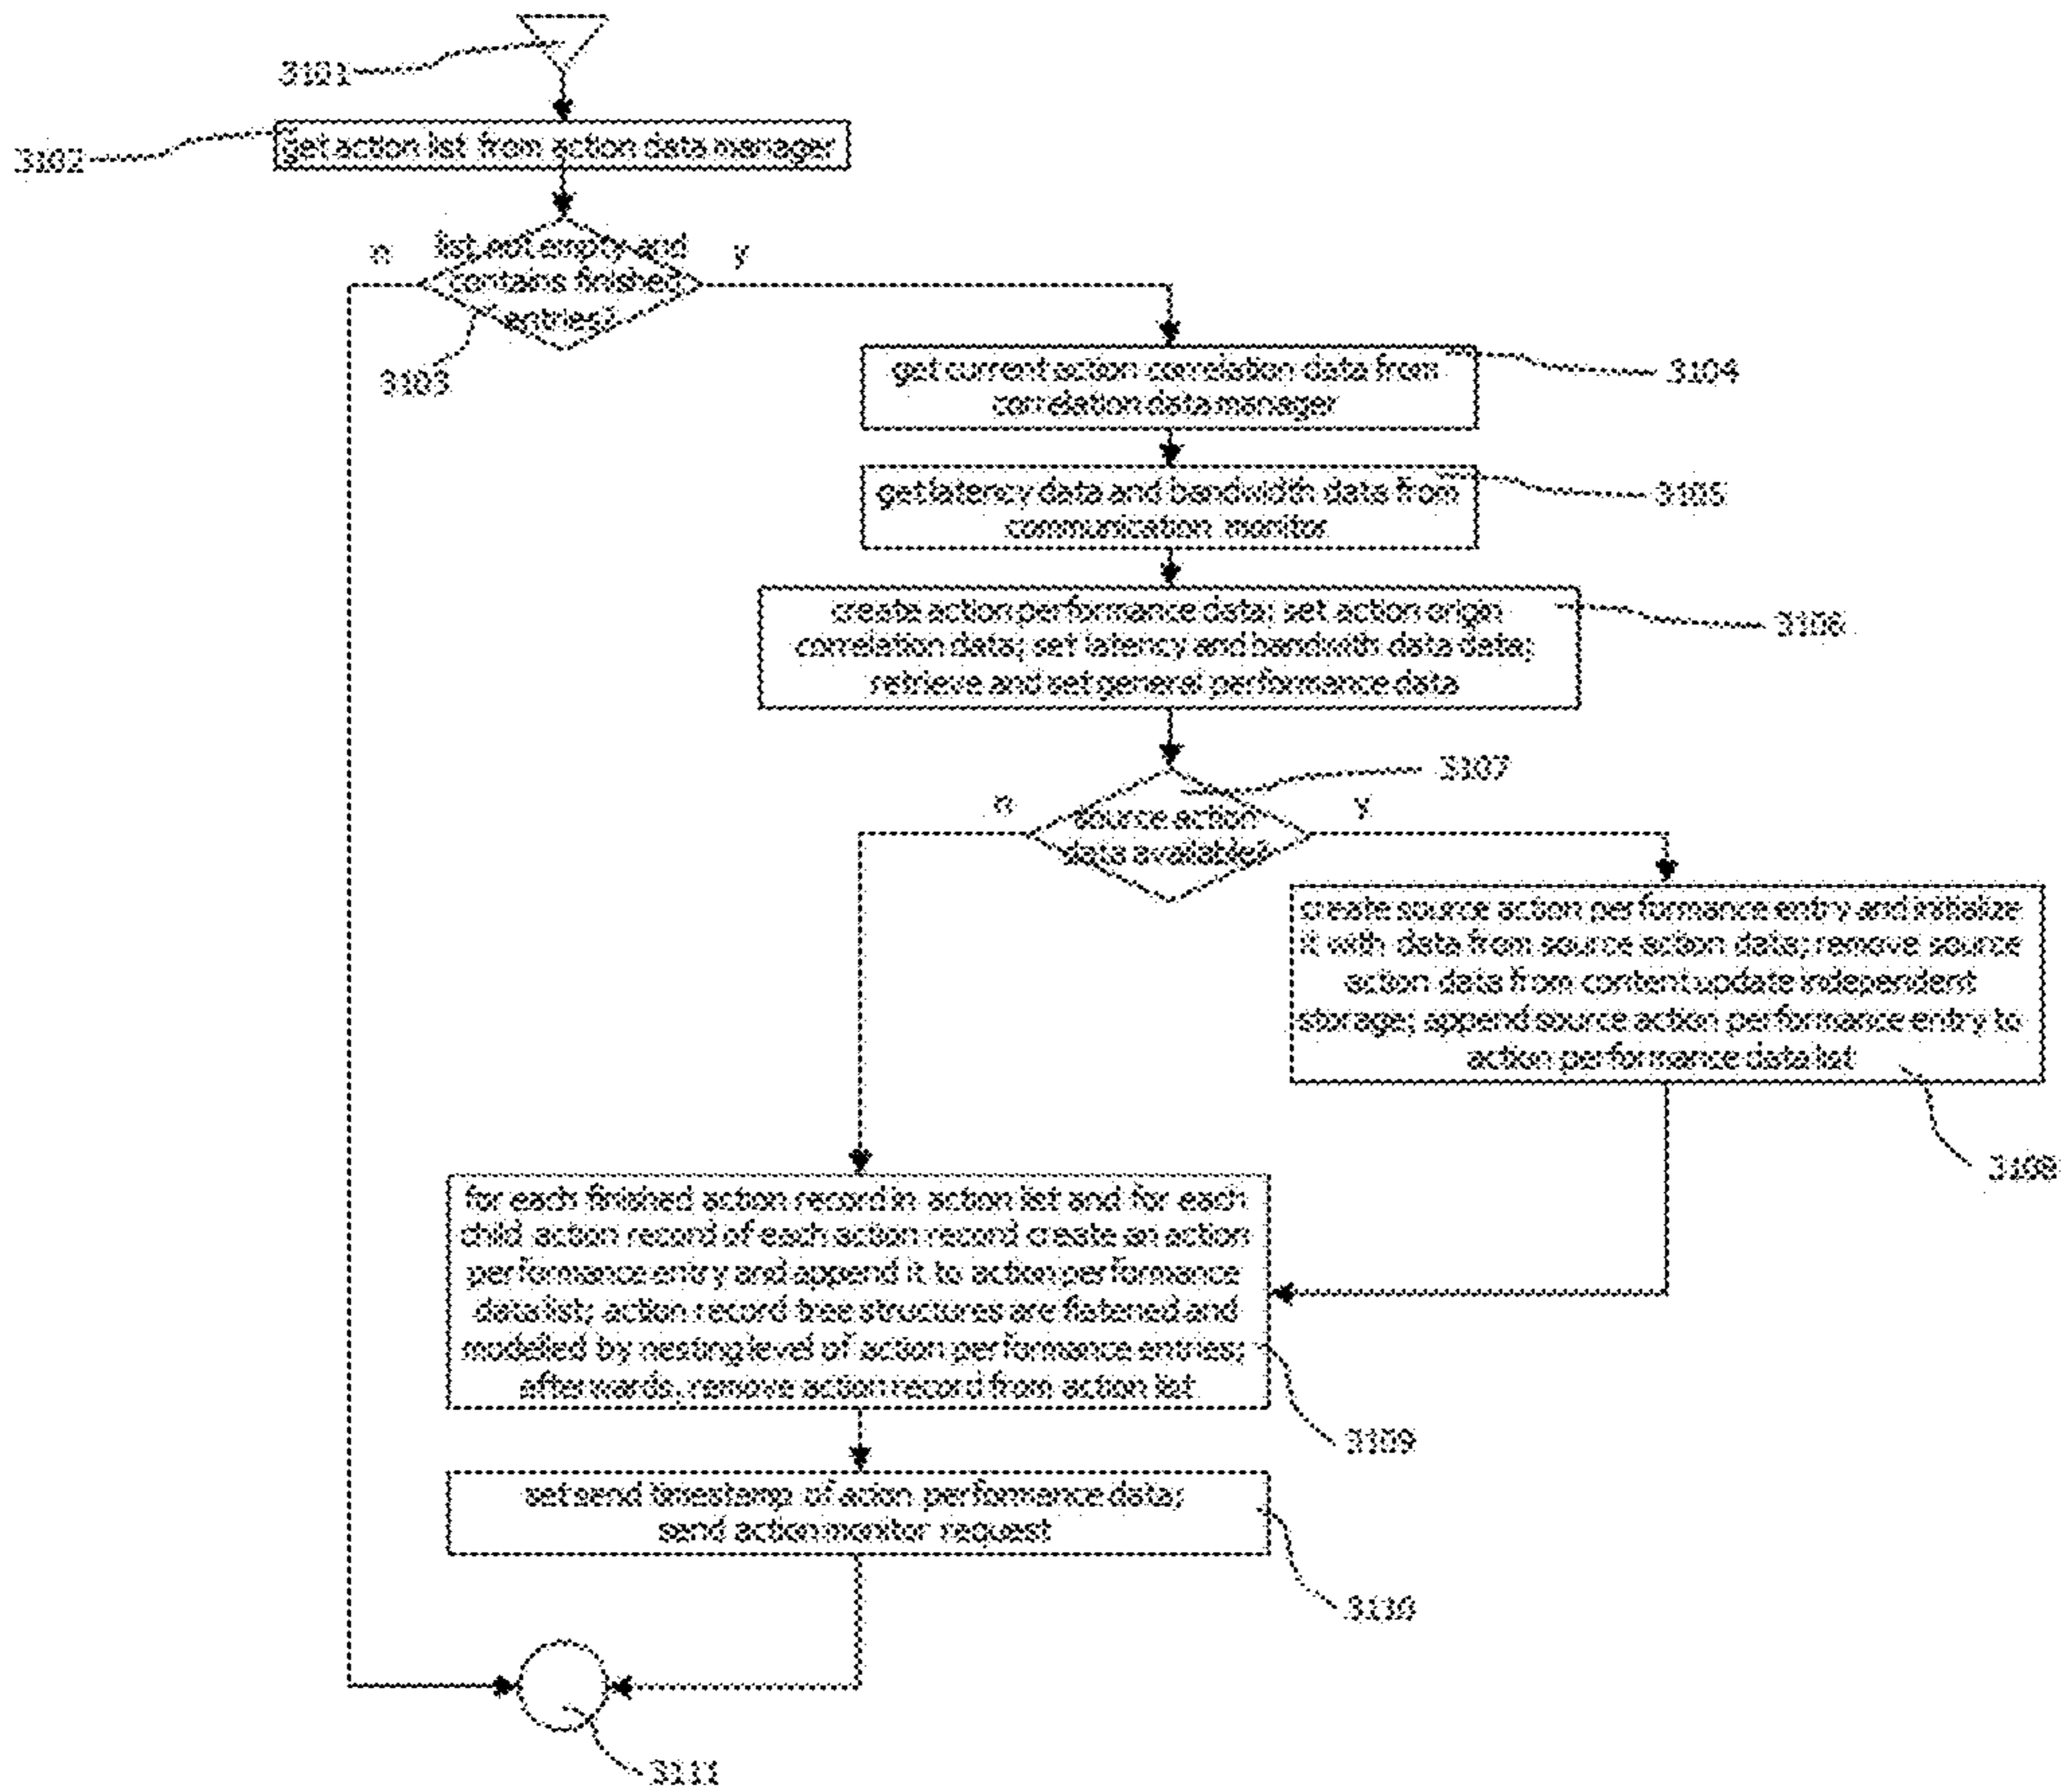 3101
3102
get action list from action data manager
n
y
list not empty and
contains finished
entries?
3103
get current action correlation data from
correlation data manager
3104
get latency data and bandwidth data from
communication monitor
3105
create action performance data; set action origin
correlation data; set latency and bandwith data data;
retrieve and set general performance data
3106
3107
n
y
source action
data available?
create source action performance entry and initialize
it with data from source action data; remove source
action data from content update independent
storage; append source action performance entry to
action performance data list
3108
for each finished action record in action list and for each
child action record of each action record create an action
performance entry and append it to action performance
data list; action record tree structures are flattened and
modelled by nesting level of action performance entries;
afterwards, remove action record from action list
3109
set send timestamp of action performance data;
send action monitor request
3110
3111